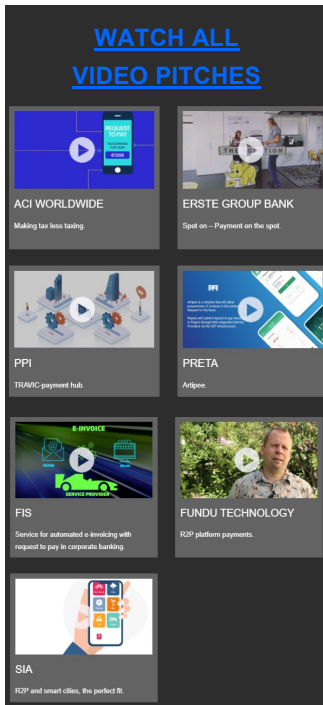 WATCH ALL
VIDEO PITCHES
REQUEST
TO PAY
ACI WORLDWIDE
Making tax less taxing.
ERSTE GROUP BANK
Spot on – Payment on the spot.
PPI
TRAVIC-payment hub.
PRETA
Artipee.
E-INVOICE
SERVICE PROVIDER
FIS
Service for automated e-invoicing with
request to pay in corporate banking.
FUNDU TECHNOLOGY
R2P platform payments.
SIA
R2P and smart cities, the perfect fit.